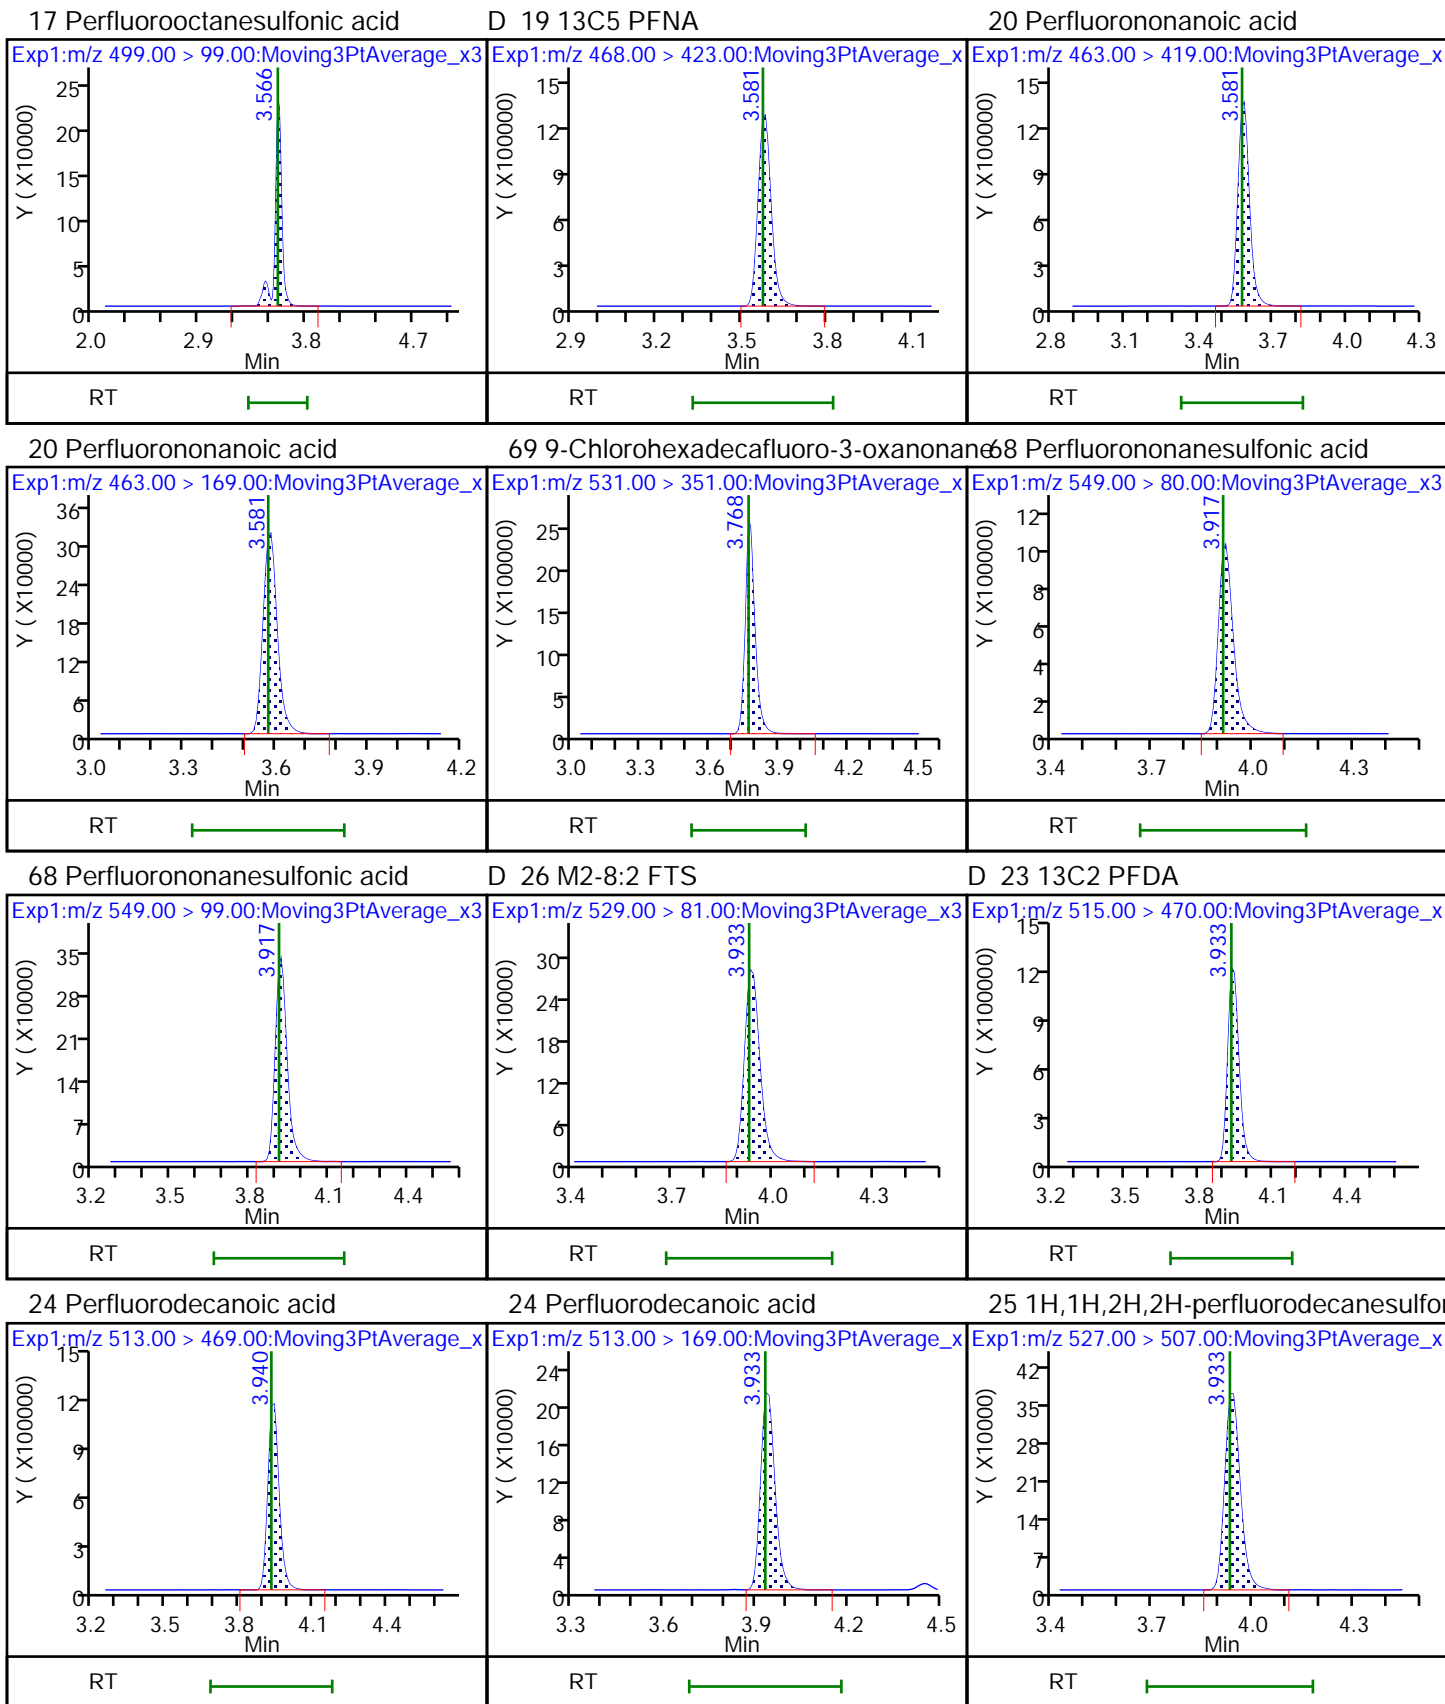 17 Perfluorooctanesulfonic acid
Exp1:m/z 499.00 > 99.00:Moving3PtAverage_x3
3.566
Y ( X100000)
25
20
15
10
5
0
2.0 2.9 3.8 4.7
Min
RT
D 19 13C5 PFNA
Exp1:m/z 468.00 > 423.00:Moving3PtAverage_x
3.581
Y ( X100000)
15
12
9
6
3
0
2.9 3.2 3.5 3.8 4.1
Min
RT
20 Perfluorononanoic acid
Exp1:m/z 463.00 > 419.00:Moving3PtAverage_x
3.581
Y ( X100000)
15
12
9
6
3
0
2.8 3.1 3.4 3.7 4.0 4.3
Min
RT
20 Perfluorononanoic acid
Exp1:m/z 463.00 > 169.00:Moving3PtAverage_x
3.581
Y ( X10000)
36
30
24
18
12
6
0
3.0 3.3 3.6 3.9 4.2
Min
RT
69 9-Chlorohexadecafluoro-3-oxanonane
Exp1:m/z 531.00 > 351.00:Moving3PtAverage_x
3.768
Y ( X100000)
25
20
15
10
5
0
3.0 3.3 3.6 3.9 4.2 4.5
Min
RT
68 Perfluorononanesulfonic acid
Exp1:m/z 549.00 > 80.00:Moving3PtAverage_x3
3.917
Y ( X100000)
12
10
8
6
4
2
0
3.4 3.7 4.0 4.3
Min
RT
68 Perfluorononanesulfonic acid
Exp1:m/z 549.00 > 99.00:Moving3PtAverage_x3
3.917
Y ( X10000)
35
28
21
14
7
0
3.2 3.5 3.8 4.1 4.4
Min
RT
D 26 M2-8:2 FTS
Exp1:m/z 529.00 > 81.00:Moving3PtAverage_x3
3.933
Y ( X10000)
30
24
18
12
6
0
3.4 3.7 4.0 4.3
Min
RT
D 23 13C2 PFDA
Exp1:m/z 515.00 > 470.00:Moving3PtAverage_x
3.933
Y ( X100000)
15
12
9
6
3
0
3.2 3.5 3.8 4.1 4.4
Min
RT
24 Perfluorodecanoic acid
Exp1:m/z 513.00 > 469.00:Moving3PtAverage_x
3.940
Y ( X100000)
15
12
9
6
3
0
3.2 3.5 3.8 4.1 4.4
Min
RT
24 Perfluorodecanoic acid
Exp1:m/z 513.00 > 169.00:Moving3PtAverage_x
3.933
Y ( X10000)
24
20
16
12
8
4
0
3.3 3.6 3.9 4.2 4.5
Min
RT
25 1H,1H,2H,2H-perfluorodecanesulfo
Exp1:m/z 527.00 > 507.00:Moving3PtAverage_x
3.933
Y ( X10000)
42
35
28
21
14
7
0
3.4 3.7 4.0 4.3
Min
RT